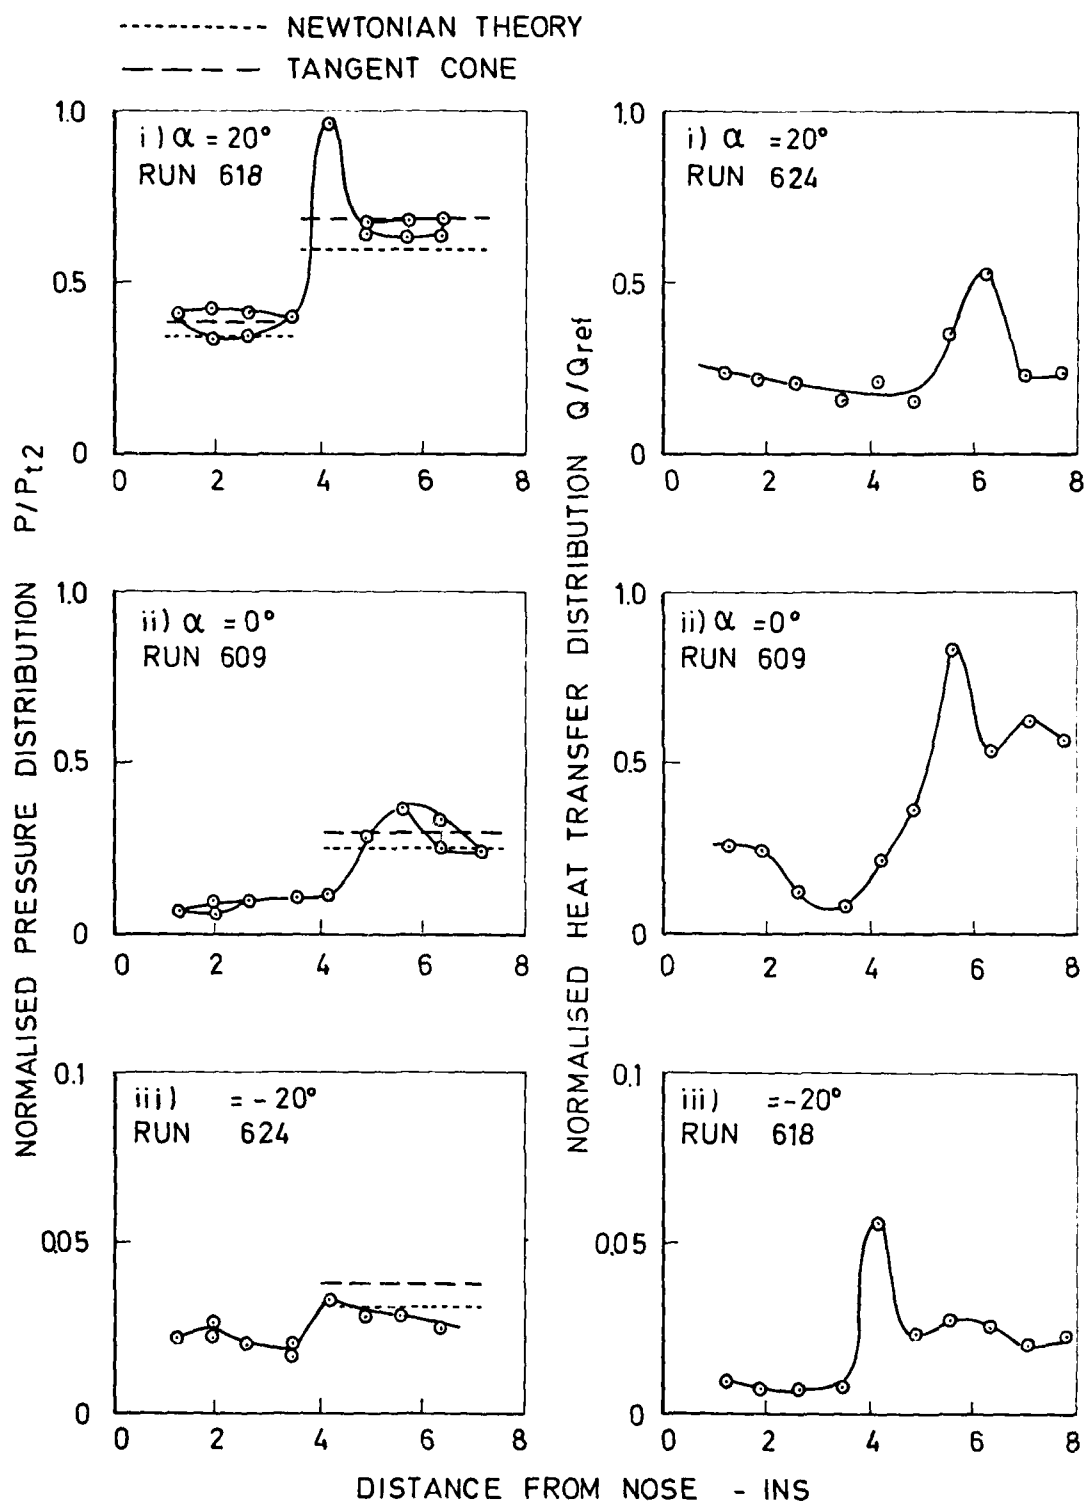 NEWTONIAN THEORY
TANGENT CONE
NORMALISED PRESSURE DISTRIBUTION P/Pt2
1.0
i) α = 20°
RUN 618
0.5
0
0 2 4 6 8
1.0
ii) α = 0°
RUN 609
0.5
0
0 2 4 6 8
0.1
iii) = - 20°
RUN 624
0.05
0
0 2 4 6 8
NORMALISED HEAT TRANSFER DISTRIBUTION Q/Qref
1.0
i) α = 20°
RUN 624
0.5
0
0 2 4 6 8
1.0
ii) α = 0°
RUN 609
0.5
0
0 2 4 6 8
0.1
iii) = -20°
RUN 618
0.05
0
0 2 4 6 8
DISTANCE FROM NOSE - INS